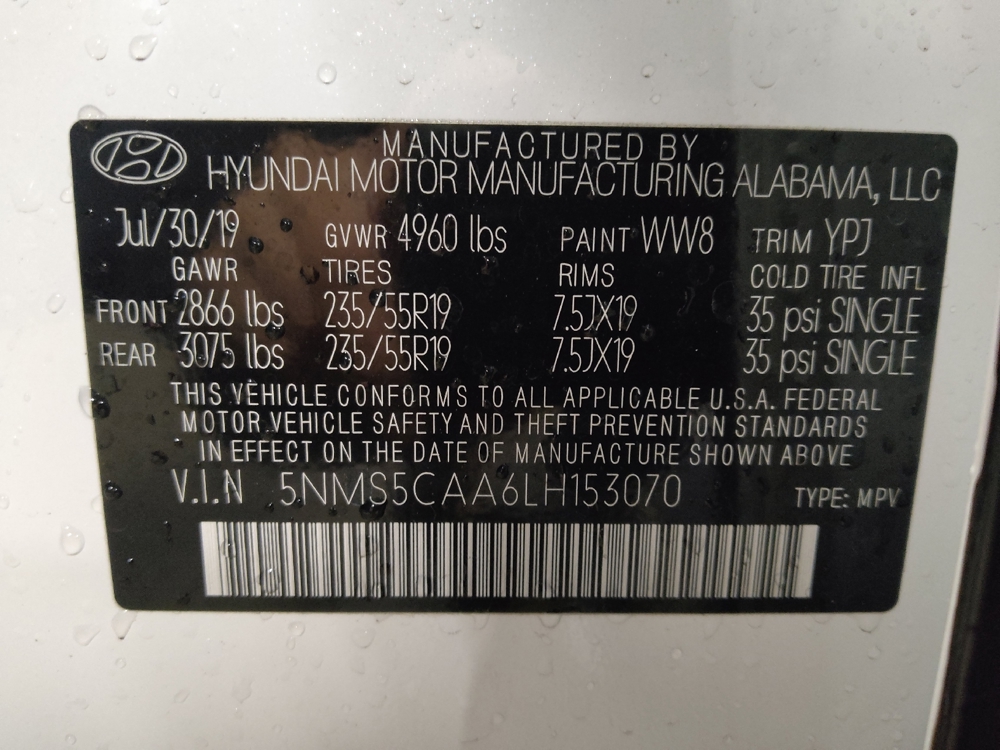 MANUFACTURED BY
HYUNDAI MOTOR MANUFACTURING ALABAMA, LLC
Jul/30/19 GVWR 4960 lbs PAINT WW8 TRIM YPJ
GAWR TIRES RIMS COLD TIRE INFL
FRONT 2866 lbs 235/55R19 7.5JX19 35 psi SINGLE
REAR 3075 lbs 235/55R19 7.5JX19 35 psi SINGLE
THIS VEHICLE CONFORMS TO ALL APPLICABLE U.S.A. FEDERAL
MOTOR VEHICLE SAFETY AND THEFT PREVENTION STANDARDS
IN EFFECT ON THE DATE OF MANUFACTURE SHOWN ABOVE
V.I.N 5NMS5CAA6LH153070 TYPE: MPV